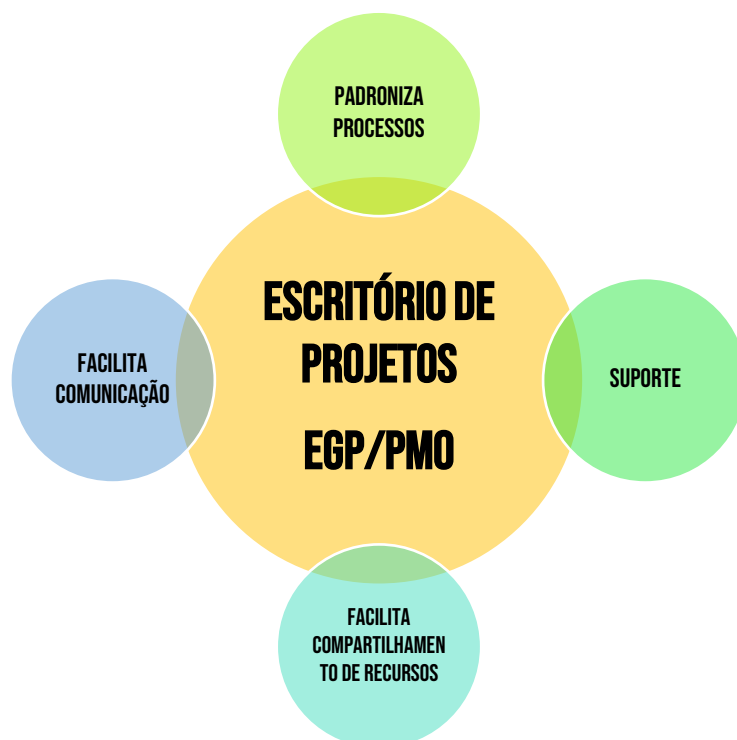 PADRONIZA
PROCESSOS
ESCRITÓRIO DE
PROJETOS
EGP/PMO
FACILITA
COMUNICAÇÃO
SUPORTE
FACILITA
COMPARTILHAMEN
TO DE RECURSOS